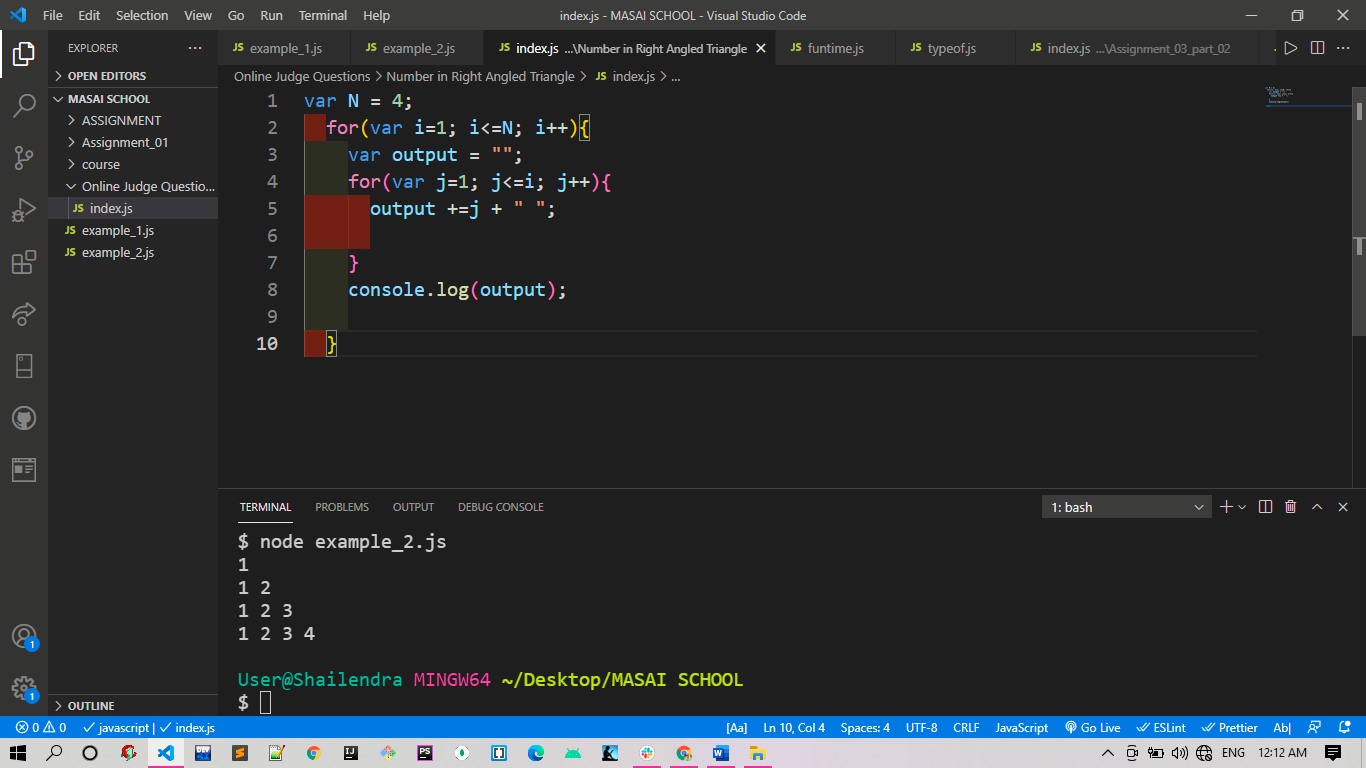 File Edit Selection View Go Run Terminal Help index.js - MASAI SCHOOL - Visual Studio Code
EXPLORER ...
OPEN EDITORS
MASAI SCHOOL
ASSIGNMENT
Assignment_01
course
Online Judge Questio...
JS index.js
JS example_1.js
JS example_2.js
OUTLINE
JS example_1.js JS example_2.js JS index.js ...\Number in Right Angled Triangle JS funtime.js JS typeof.js JS index.js ...\Assignment_03_part_02
Online Judge Questions > Number in Right Angled Triangle > JS index.js > ...
1 var N = 4;
2 for(var i=1; i<=N; i++){
3 var output = "";
4 for(var j=1; j<=i; j++){
5 output +=j + " ";
6
7 }
8 console.log(output);
9
10 }
TERMINAL PROBLEMS OUTPUT DEBUG CONSOLE 1: bash
$ node example_2.js
1
1 2
1 2 3
1 2 3 4
User@Shailendra MINGW64 ~/Desktop/MASAI SCHOOL
$
1
1
0 0 javascript | index.js [Aa] Ln 10, Col 4 Spaces: 4 UTF-8 CRLF JavaScript Go Live ESLint Prettier Ab|
DEV S IJ PS ENG 12:12 AM